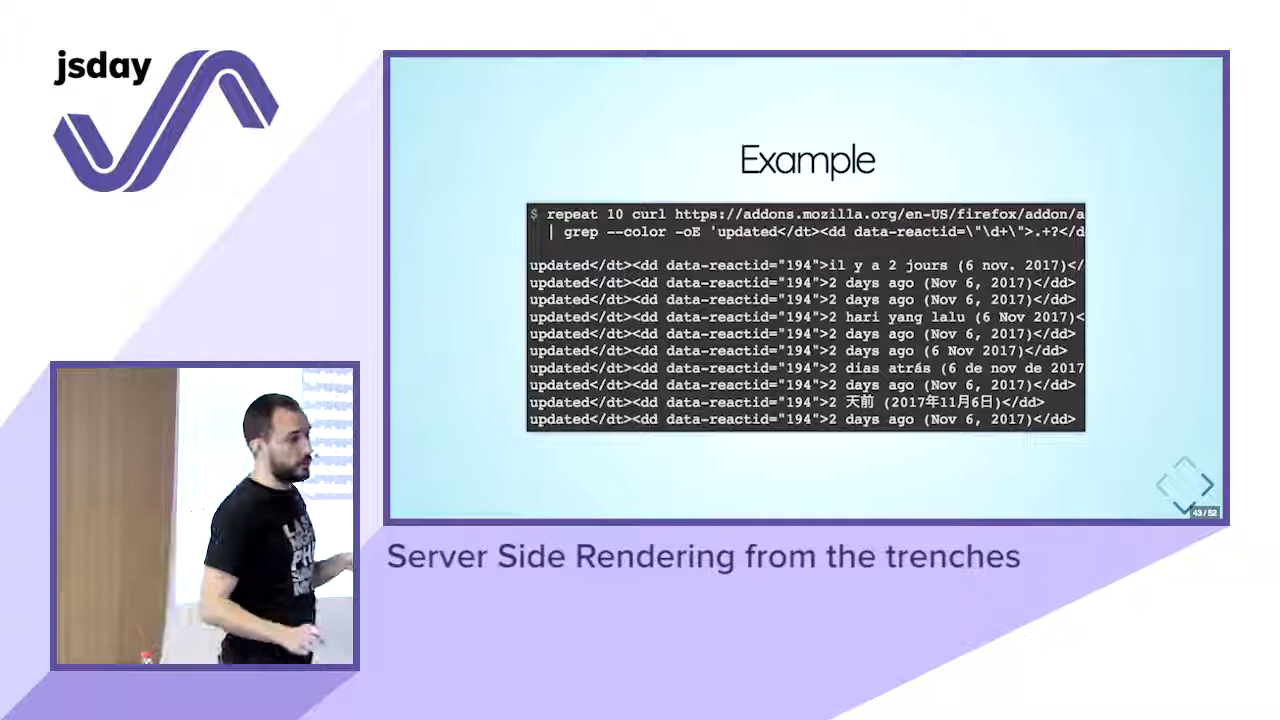 jsday
Example
$ repeat 10 curl https://addons.mozilla.org/en-US/firefox/addon/a
| grep --color -oE 'updated</dt><dd data-reactid=\"\d+\">.+?</d
updated</dt><dd data-reactid="194">il y a 2 jours (6 nov. 2017)</
updated</dt><dd data-reactid="194">2 days ago (Nov 6, 2017)</dd>
updated</dt><dd data-reactid="194">2 days ago (Nov 6, 2017)</dd>
updated</dt><dd data-reactid="194">2 hari yang lalu (6 Nov 2017)<
updated</dt><dd data-reactid="194">2 days ago (Nov 6, 2017)</dd>
updated</dt><dd data-reactid="194">2 days ago (6 Nov 2017)</dd>
updated</dt><dd data-reactid="194">2 dias atrás (6 de nov de 2017
updated</dt><dd data-reactid="194">2 days ago (Nov 6, 2017)</dd>
updated</dt><dd data-reactid="194">2 天前 (2017年11月6日)</dd>
updated</dt><dd data-reactid="194">2 days ago (Nov 6, 2017)</dd>
43 / 52
Server Side Rendering from the trenches